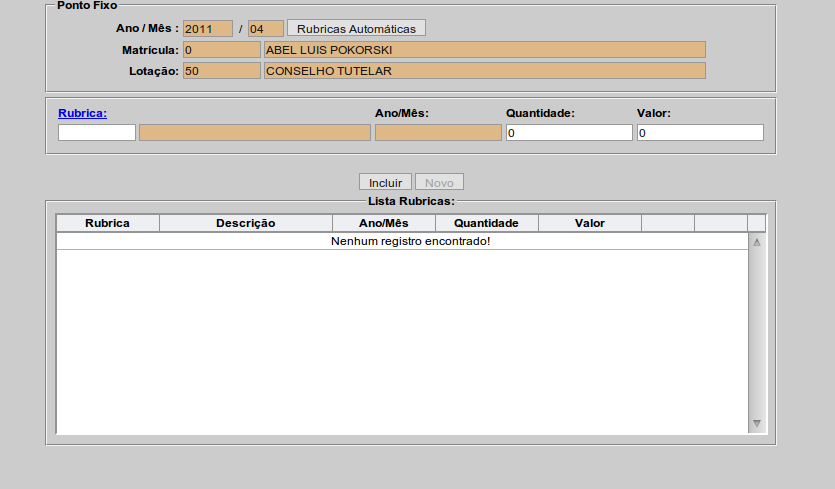 Ponto Fixo
Ano / Mês : 2011 / 04 Rubricas Automáticas
Matrícula: 0 ABEL LUIS POKORSKI
Lotação: 50 CONSELHO TUTELAR
Rubrica: Ano/Mês: Quantidade: Valor:
0 0
Incluir Novo
Lista Rubricas:
Rubrica Descrição Ano/Mês Quantidade Valor
Nenhum registro encontrado!